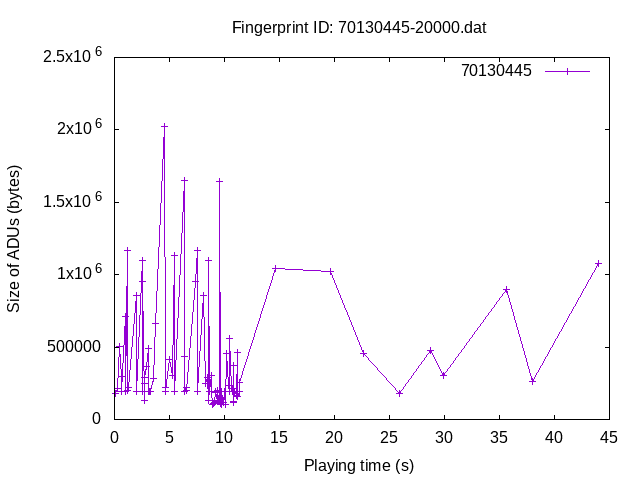 Fingerprint ID: 70130445-20000.dat
2.5x10 6
70130445
2x10 6
1.5x10 6
1x10 6
500000
0
Size of ADUs (bytes)
0 5 10 15 20 25 30 35 40 45
Playing time (s)